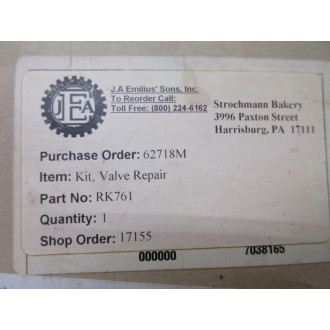 JEA
J.A Emilius' Sons, Inc.
To Reorder Call:
Toll Free: (800) 224-6162
Stroehmann Bakery
3996 Paxton Street
Harrisburg, PA 17111
Purchase Order: 62718M
Item: Kit, Valve Repair
Part No: RK761
Quantity: 1
Shop Order: 17155
000000
7038165